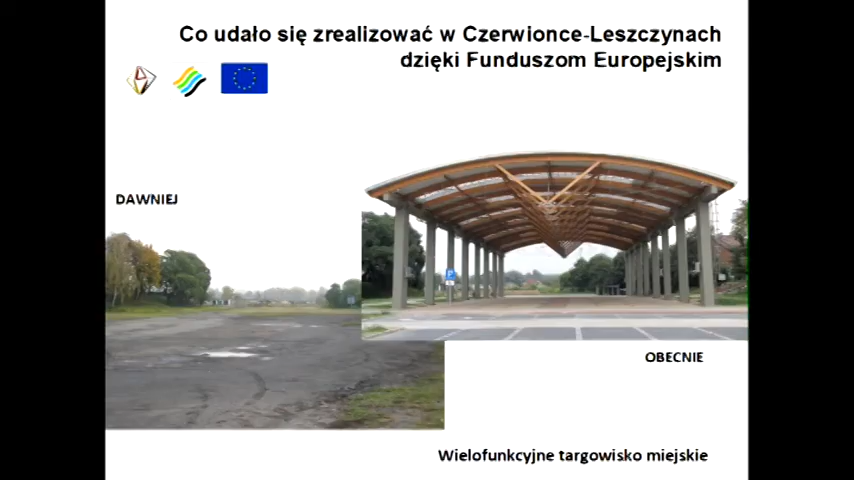 Co udało się zrealizować w Czerwionce-Leszczynach
dzięki Funduszom Europejskim
DAWNIEJ
OBECNIE
Wielofunkcyjne targowisko miejskie